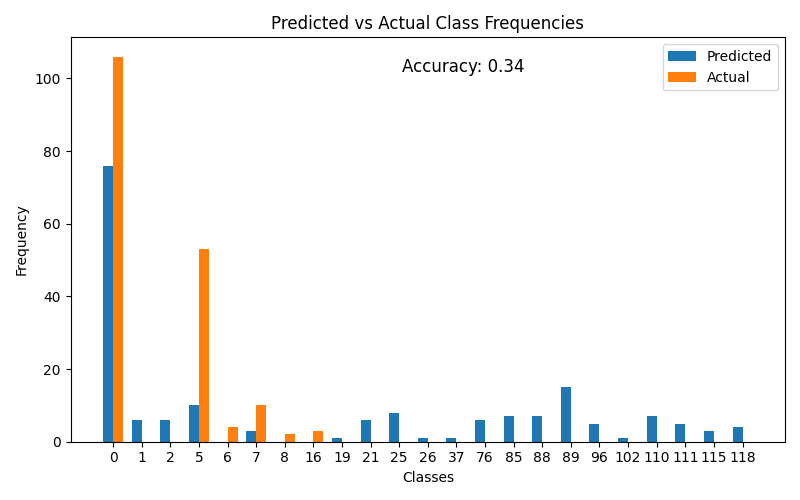 Predicted vs Actual Class Frequencies
Accuracy: 0.34
Predicted
Actual
Frequency
100
80
60
40
20
0
0 1 2 5 6 7 8 16 19 21 25 26 37 76 85 88 89 96 102 110 111 115 118
Classes